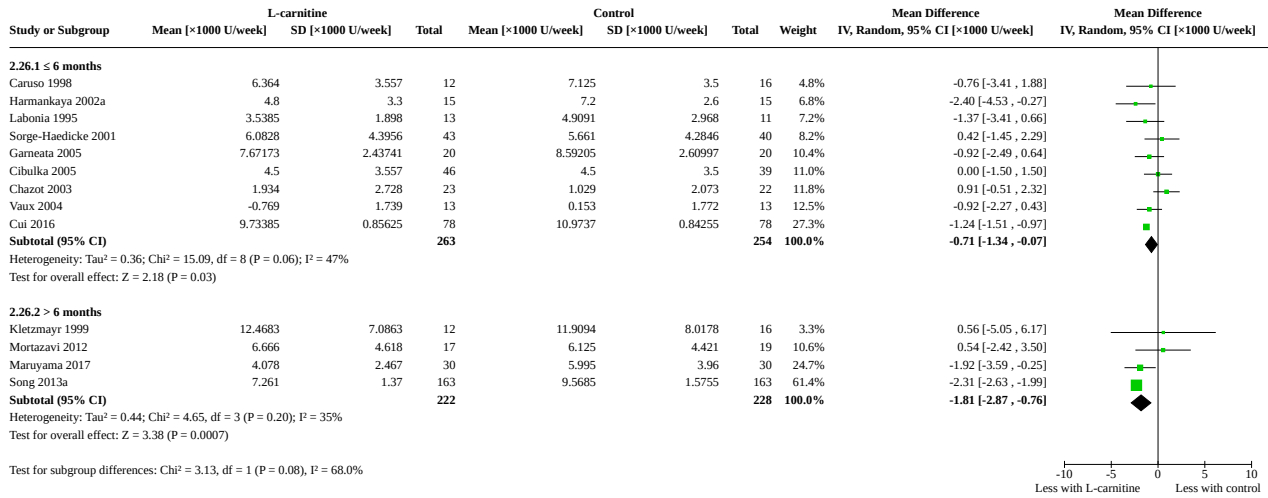 L-carnitine Control Mean Difference Mean Difference
Study or Subgroup Mean [×1000 U/week] SD [×1000 U/week] Total Mean [×1000 U/week] SD [×1000 U/week] Total Weight IV, Random, 95% CI [×1000 U/week] IV, Random, 95% CI [×1000 U/week]
2.26.1 ≤ 6 months
Caruso 1998 6.364 3.557 12 7.125 3.5 16 4.8% -0.76 [-3.41 , 1.88]
Harmankaya 2002a 4.8 3.3 15 7.2 2.6 15 6.8% -2.40 [-4.53 , -0.27]
Labonia 1995 3.5385 1.898 13 4.9091 2.968 11 7.2% -1.37 [-3.41 , 0.66]
Sorge-Haedicke 2001 6.0828 4.3956 43 5.661 4.2846 40 8.2% 0.42 [-1.45 , 2.29]
Garneata 2005 7.67173 2.43741 20 8.59205 2.60997 20 10.4% -0.92 [-2.49 , 0.64]
Cibulka 2005 4.5 3.557 46 4.5 3.5 39 11.0% 0.00 [-1.50 , 1.50]
Chazot 2003 1.934 2.728 23 1.029 2.073 22 11.8% 0.91 [-0.51 , 2.32]
Vaux 2004 -0.769 1.739 13 0.153 1.772 13 12.5% -0.92 [-2.27 , 0.43]
Cui 2016 9.73385 0.85625 78 10.9737 0.84255 78 27.3% -1.24 [-1.51 , -0.97]
Subtotal (95% CI) 263 254 100.0% -0.71 [-1.34 , -0.07]
Heterogeneity: Tau² = 0.36; Chi² = 15.09, df = 8 (P = 0.06); I² = 47%
Test for overall effect: Z = 2.18 (P = 0.03)
2.26.2 > 6 months
Kletzmayr 1999 12.4683 7.0863 12 11.9094 8.0178 16 3.3% 0.56 [-5.05 , 6.17]
Mortazavi 2012 6.666 4.618 17 6.125 4.421 19 10.6% 0.54 [-2.42 , 3.50]
Maruyama 2017 4.078 2.467 30 5.995 3.96 30 24.7% -1.92 [-3.59 , -0.25]
Song 2013a 7.261 1.37 163 9.5685 1.5755 163 61.4% -2.31 [-2.63 , -1.99]
Subtotal (95% CI) 222 228 100.0% -1.81 [-2.87 , -0.76]
Heterogeneity: Tau² = 0.44; Chi² = 4.65, df = 3 (P = 0.20); I² = 35%
Test for overall effect: Z = 3.38 (P = 0.0007)
Test for subgroup differences: Chi² = 3.13, df = 1 (P = 0.08), I² = 68.0%
-10 -5 0 5 10
Less with L-carnitine Less with control